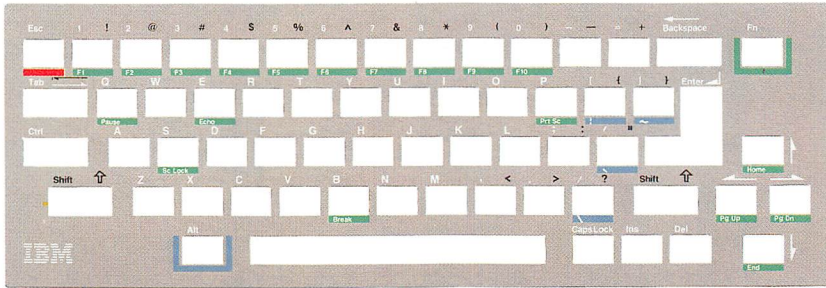 Esc 1 ! 2 @ 3 # 4 $ 5 % 6 ^ 7 & 8 * 9 ( 0 ) - — = + Backspace Fn
F1 F2 F3 F4 F5 F6 F7 F8 F9 F10
Tab Q W E R T Y U I O P [ { ] } Enter
Pause Echo Prt Sc | ~
Ctrl A S D F G H J K L ; : ' "
Sc Lock ` Home
Shift Z X C V B N M , < . > / ? Shift
Break \ Pg Up Pg Dn
Alt Caps Lock Ins Del
IBM End